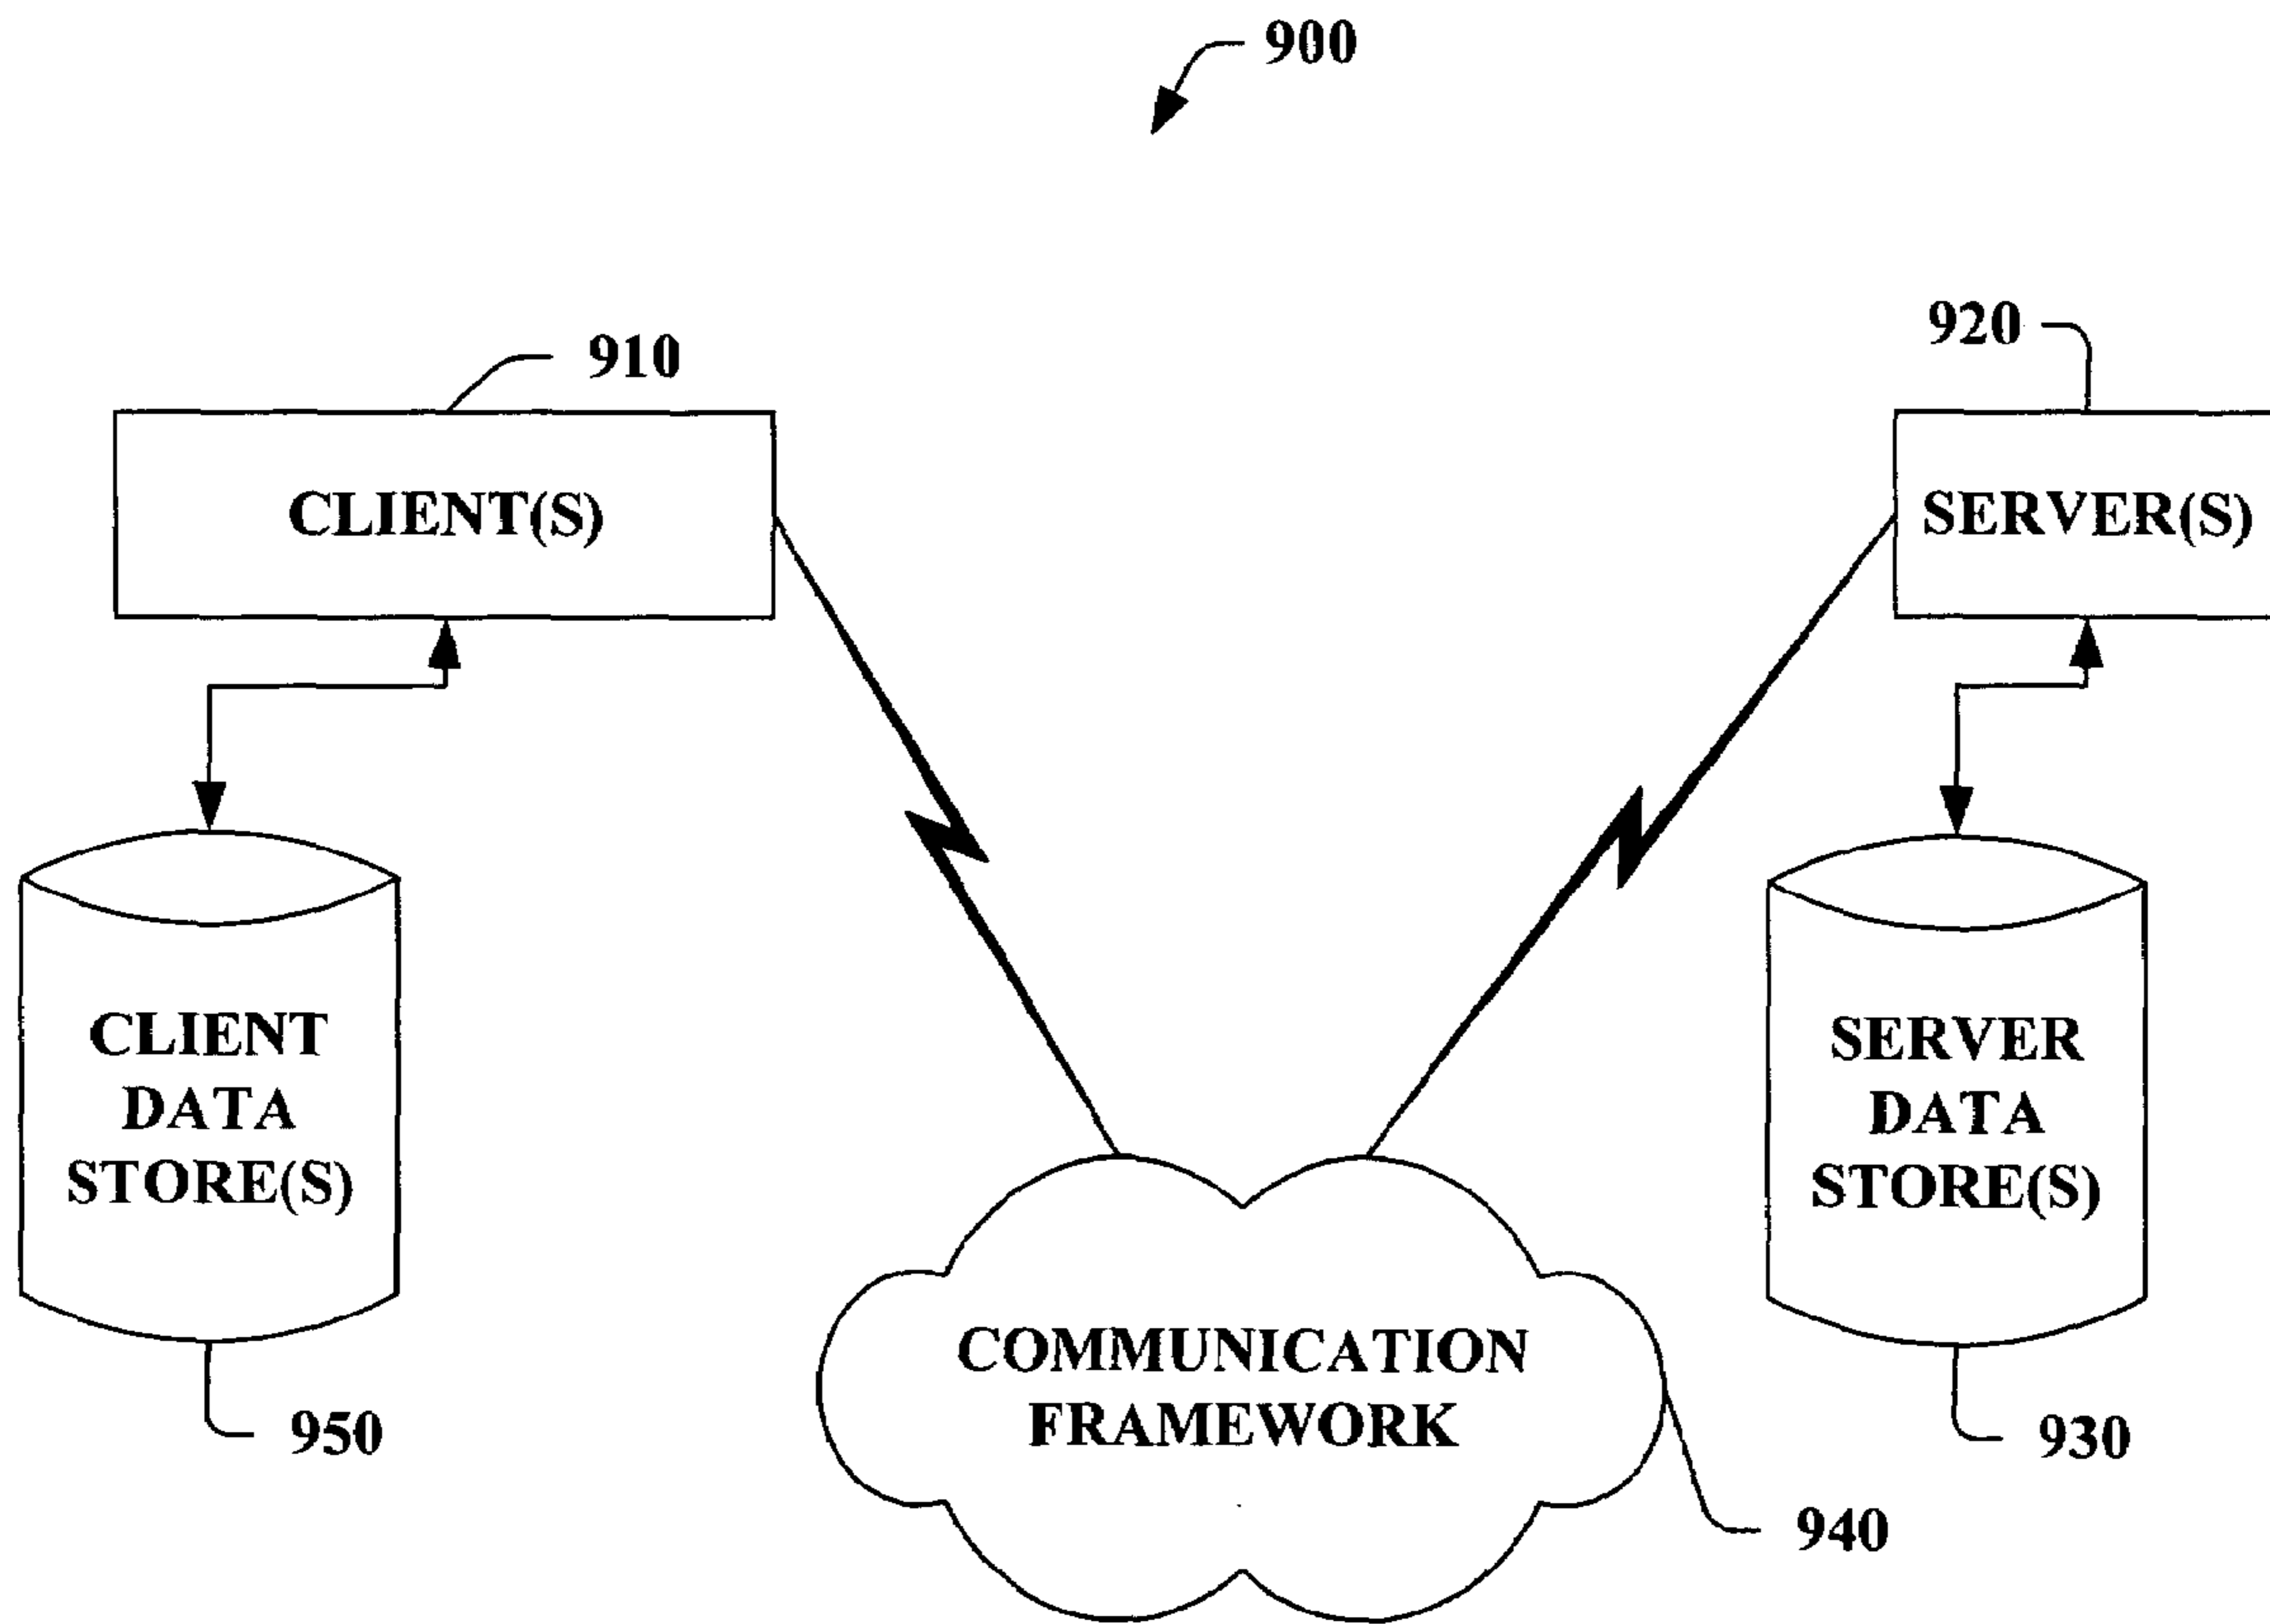 900
910
920
CLIENT(S)
SERVER(S)
CLIENT
DATA
STORE(S)
SERVER
DATA
STORE(S)
COMMUNICATION
FRAMEWORK
950
930
940